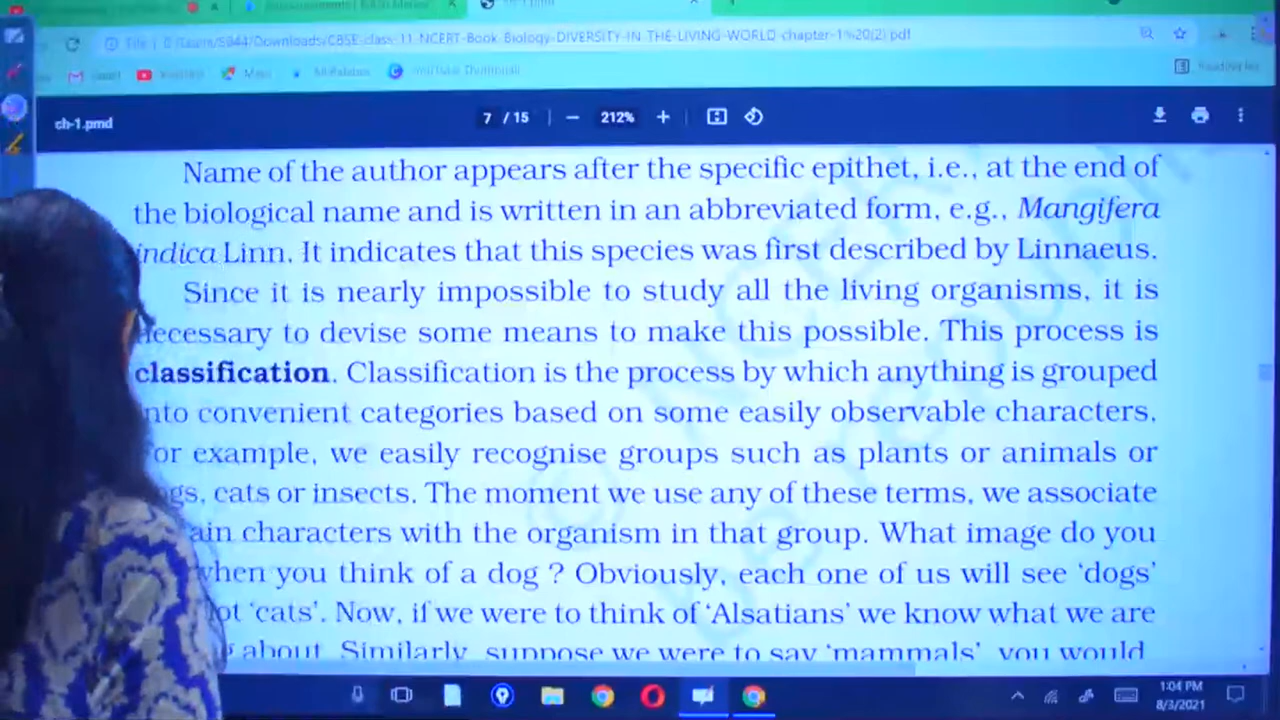 ch-1.pmd
7 / 15
212%
Name of the author appears after the specific epithet, i.e., at the end of
the biological name and is written in an abbreviated form, e.g., Mangifera
indica Linn. It indicates that this species was first described by Linnaeus.
Since it is nearly impossible to study all the living organisms, it is
necessary to devise some means to make this possible. This process is
classification. Classification is the process by which anything is grouped
into convenient categories based on some easily observable characters.
or example, we easily recognise groups such as plants or animals or
gs, cats or insects. The moment we use any of these terms, we associate
ain characters with the organism in that group. What image do you
when you think of a dog ? Obviously, each one of us will see ‘dogs’
ot ‘cats’. Now, if we were to think of ‘Alsatians’ we know what we are
about. Similarly, suppose we were to say ‘mammals’, you would
1:04 PM
8/3/2021